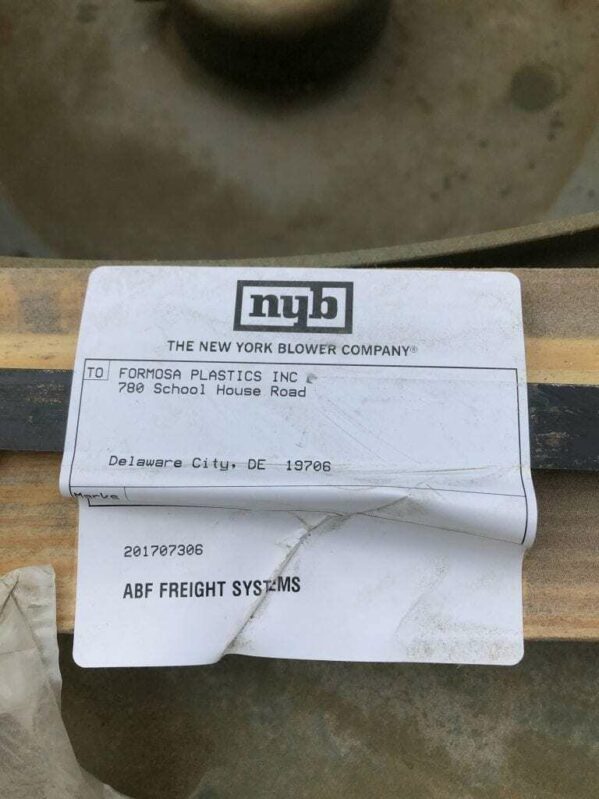 nyb
THE NEW YORK BLOWER COMPANY®
TO FORMOSA PLASTICS INC
780 School House Road
Delaware City, DE 19706
Marks
201707306
ABF FREIGHT SYSTEMS